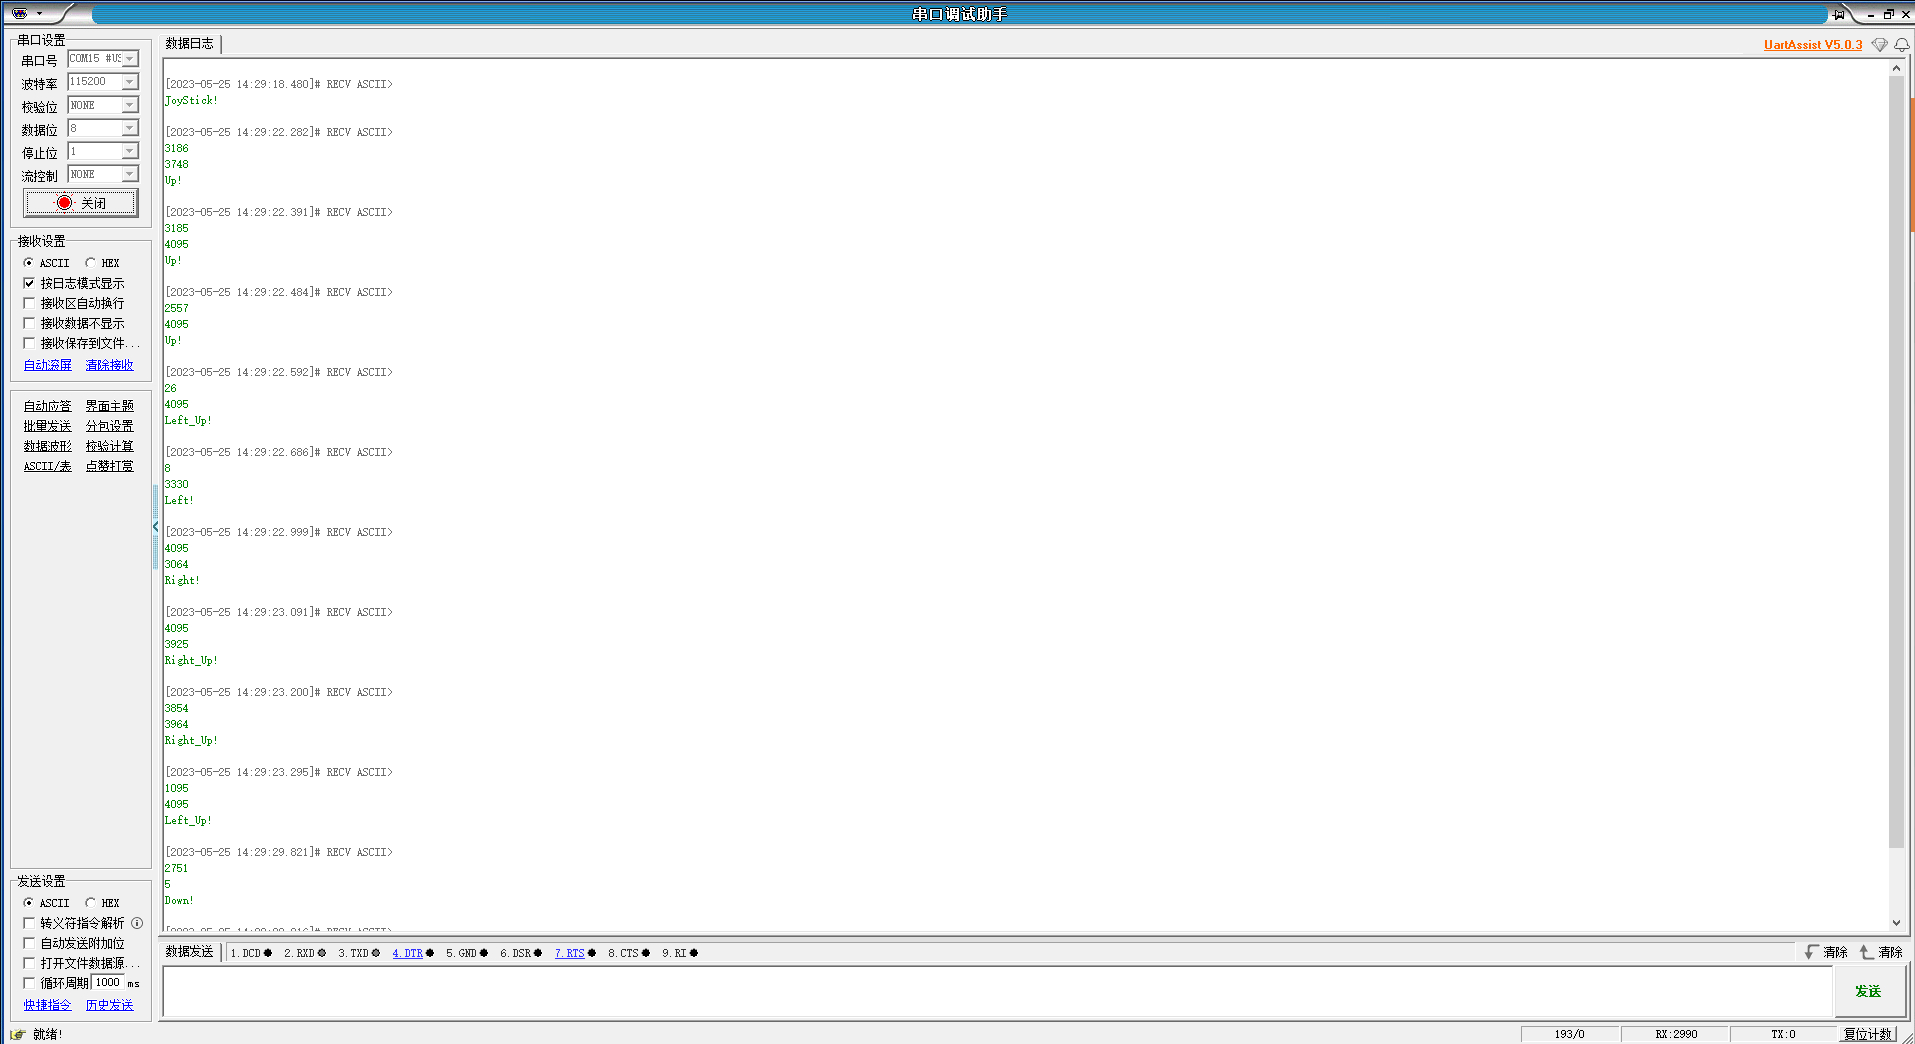 串口调试助手
串口设置
串口号 COM15 #US
波特率 115200
校验位 NONE
数据位 8
停止位 1
流控制 NONE
关闭
接收设置
ASCII HEX
按日志模式显示
接收区自动换行
接收数据不显示
接收保存到文件...
自动滚屏 清除接收
自动应答 界面主题
批量发送 分包设置
数据波形 校验计算
ASCII/表 点赞打赏
发送设置
ASCII HEX
转义符指令解析
自动发送附加位
打开文件数据源...
循环周期 1000 ms
快捷指令 历史发送
数据日志
UartAssist V5.0.3
[2023-05-25 14:29:18.480]# RECV ASCII>
JoyStick!
[2023-05-25 14:29:22.282]# RECV ASCII>
3186
3748
Up!
[2023-05-25 14:29:22.391]# RECV ASCII>
3185
4095
Up!
[2023-05-25 14:29:22.484]# RECV ASCII>
2557
4095
Up!
[2023-05-25 14:29:22.592]# RECV ASCII>
26
4095
Left_Up!
[2023-05-25 14:29:22.686]# RECV ASCII>
8
3330
Left!
[2023-05-25 14:29:22.999]# RECV ASCII>
4095
3064
Right!
[2023-05-25 14:29:23.091]# RECV ASCII>
4095
3925
Right_Up!
[2023-05-25 14:29:23.200]# RECV ASCII>
3854
3964
Right_Up!
[2023-05-25 14:29:23.295]# RECV ASCII>
1095
4095
Left_Up!
[2023-05-25 14:29:29.821]# RECV ASCII>
2751
5
Down!
数据发送 1.DCD 2.RXD 3.TXD 4.DTR 5.GND 6.DSR 7.RTS 8.CTS 9.RI 清除 清除
发送
就绪! 193/0 RX:2990 TX:0 复位计数